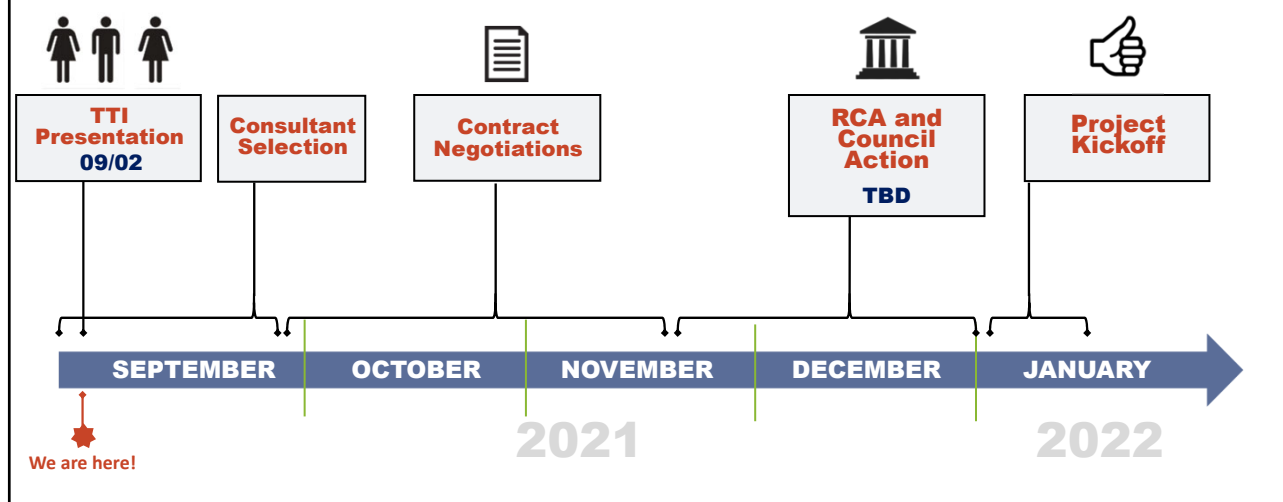 TTI
Presentation
09/02
Consultant
Selection
Contract
Negotiations
RCA and
Council
Action
TBD
Project
Kickoff
SEPTEMBER
OCTOBER
NOVEMBER
DECEMBER
JANUARY
2021
2022
We are here!